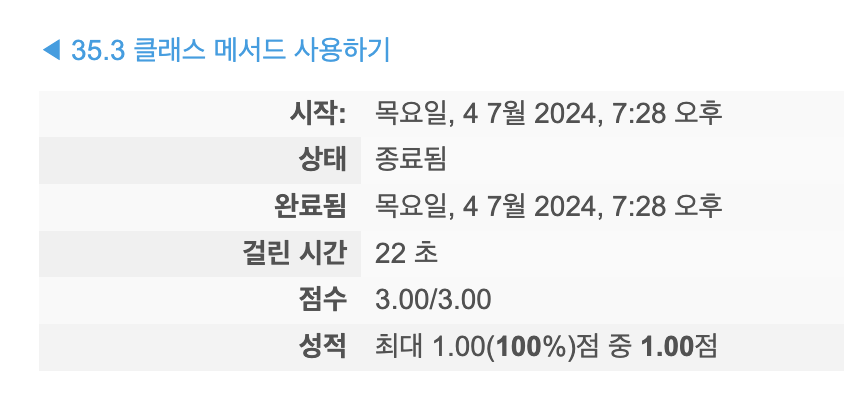 ◀ 35.3 클래스 메서드 사용하기
시작: 목요일, 4 7월 2024, 7:28 오후
상태 종료됨
완료됨 목요일, 4 7월 2024, 7:28 오후
걸린 시간 22 초
점수 3.00/3.00
성적 최대 1.00(100%)점 중 1.00점